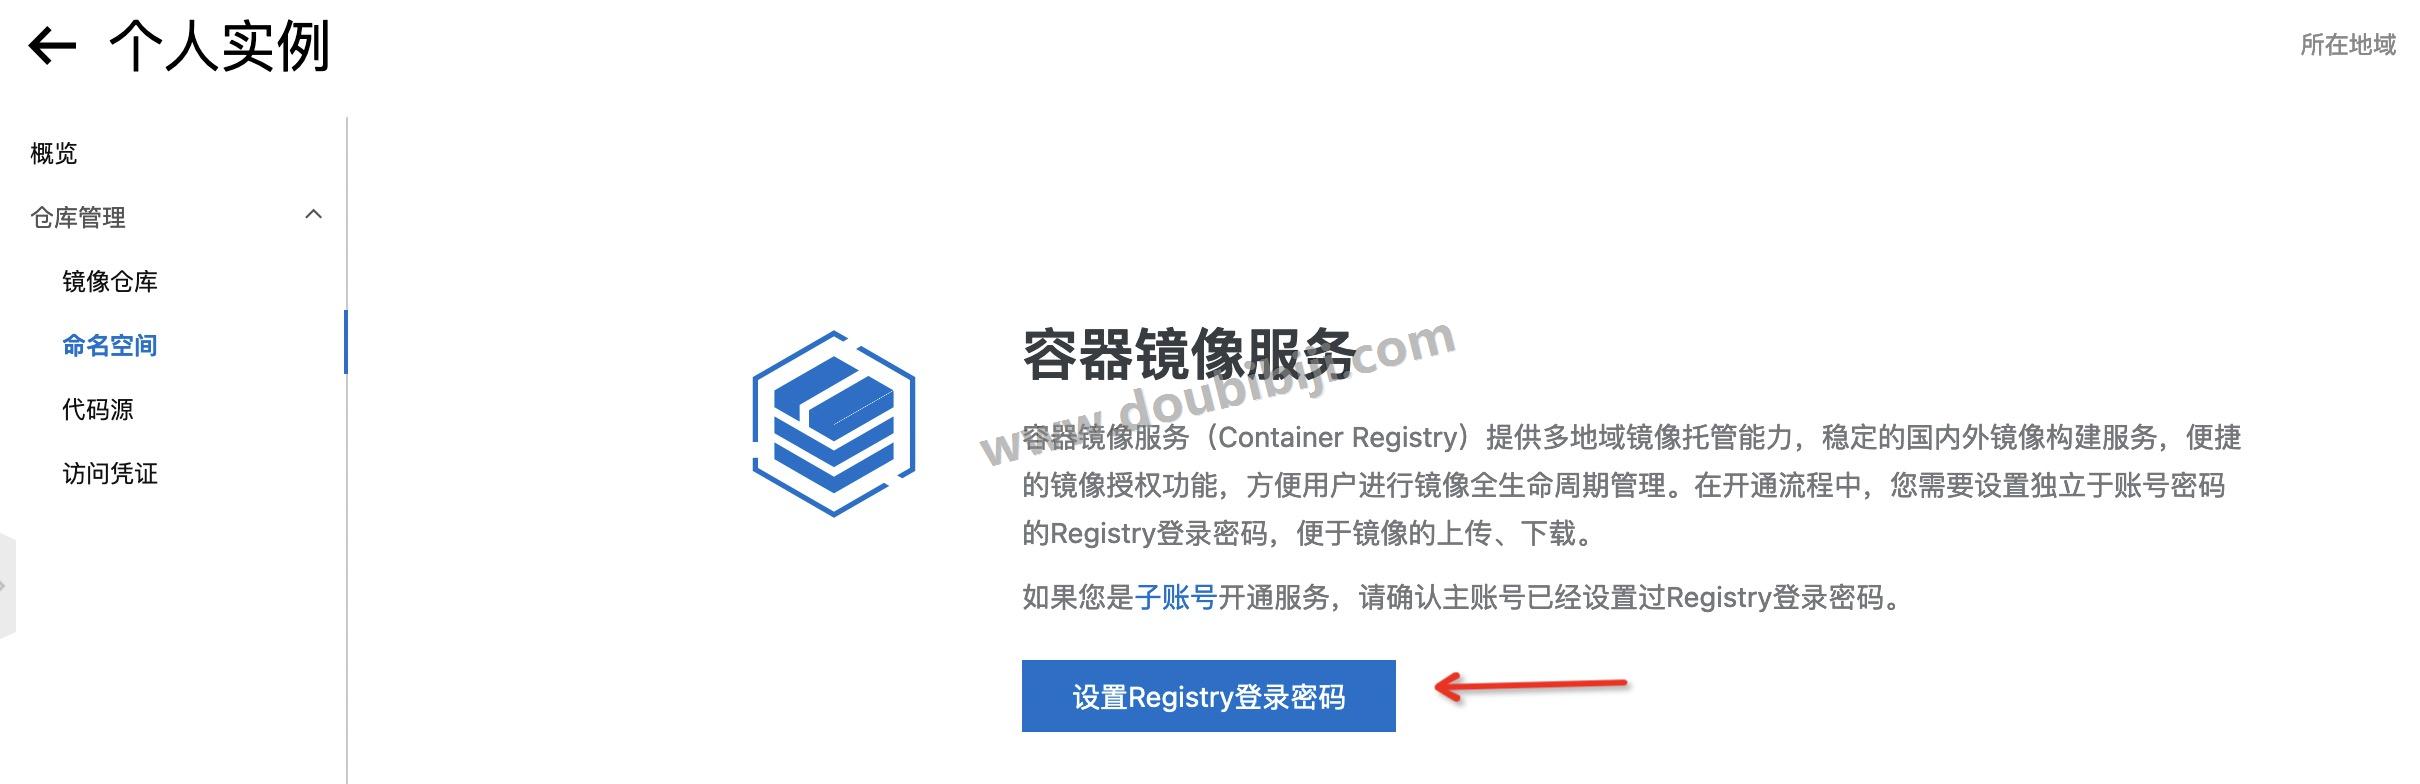 个人实例
所在地域
概览
仓库管理
镜像仓库
命名空间
代码源
访问凭证
容器镜像服务
www.doubibiji.com
容器镜像服务（Container Registry）提供多地域镜像托管能力，稳定的国内外镜像构建服务，便捷
的镜像授权功能，方便用户进行镜像全生命周期管理。在开通流程中，您需要设置独立于账号密码
的Registry登录密码，便于镜像的上传、下载。
如果您是子账号开通服务，请确认主账号已经设置过Registry登录密码。
设置Registry登录密码